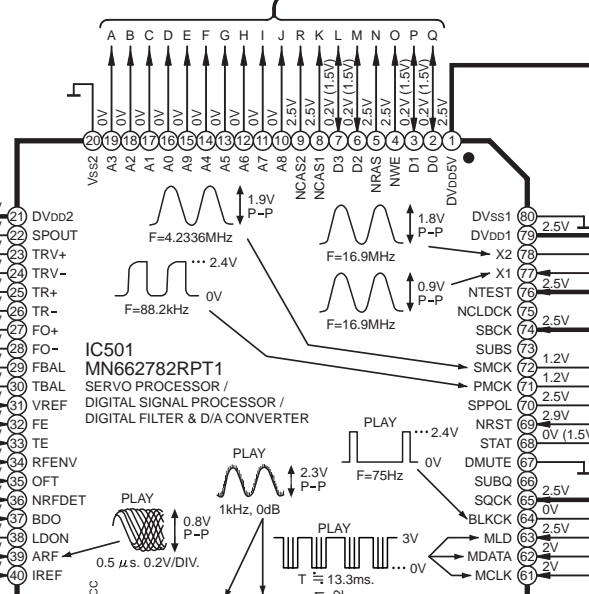 A B C D E F G H I J R K L M N O P Q
0V 0V 0V 0V 0V 0V 0V 0V 0V 0V 2.5V 2.5V 0.2V (1.5V) 0.2V (1.5V) 2.5V 2.5V 0.2V (1.5V) 0.2V (1.5V) 2.5V
20 19 18 17 16 15 14 13 12 11 10 9 8 7 6 5 4 3 2 1
VSS2 A3 A2 A1 A0 A9 A4 A5 A6 A7 A8 NCAS2 NCAS1 D3 D2 NRAS NWE D1 D0 DVDD5V
21 DVDD2
22 SPOUT
23 TRV+
24 TRV-
25 TR+
26 TR-
27 FO+
28 FO-
29 FBAL
30 TBAL
31 VREF
32 FE
33 TE
34 RFENV
35 OFT
36 NRFDET
37 BDO
38 LDON
39 ARF
40 IREF
1.9V
P-P
F=4.2336MHz
2.4V
0V
F=88.2kHz
1.8V
P-P
F=16.9MHz
0.9V
P-P
F=16.9MHz
IC501
MN662782RPT1
SERVO PROCESSOR /
DIGITAL SIGNAL PROCESSOR /
DIGITAL FILTER & D/A CONVERTER
PLAY
2.4V
0V
F=75Hz
PLAY
2.3V
P-P
1kHz, 0dB
PLAY
0.8V
P-P
0.5 µs. 0.2V/DIV.
PLAY
3V
0V
T ≒ 13.3ms.
CC
DVSS1 80
DVDD1 79 2.5V
X2 78
X1 77
NTEST 76 2.5V
NCLDCK 75
SBCK 74 2.5V
SUBS 73
SMCK 72 1.2V
PMCK 71 1.2V
SPPOL 70 2.5V
NRST 69 2.9V
STAT 68 0V (1.5V
DMUTE 67
SUBQ 66
SQCK 65 2.5V
BLKCK 64 0V
MLD 63 2.5V
MDATA 62 2V
MCLK 61 2V